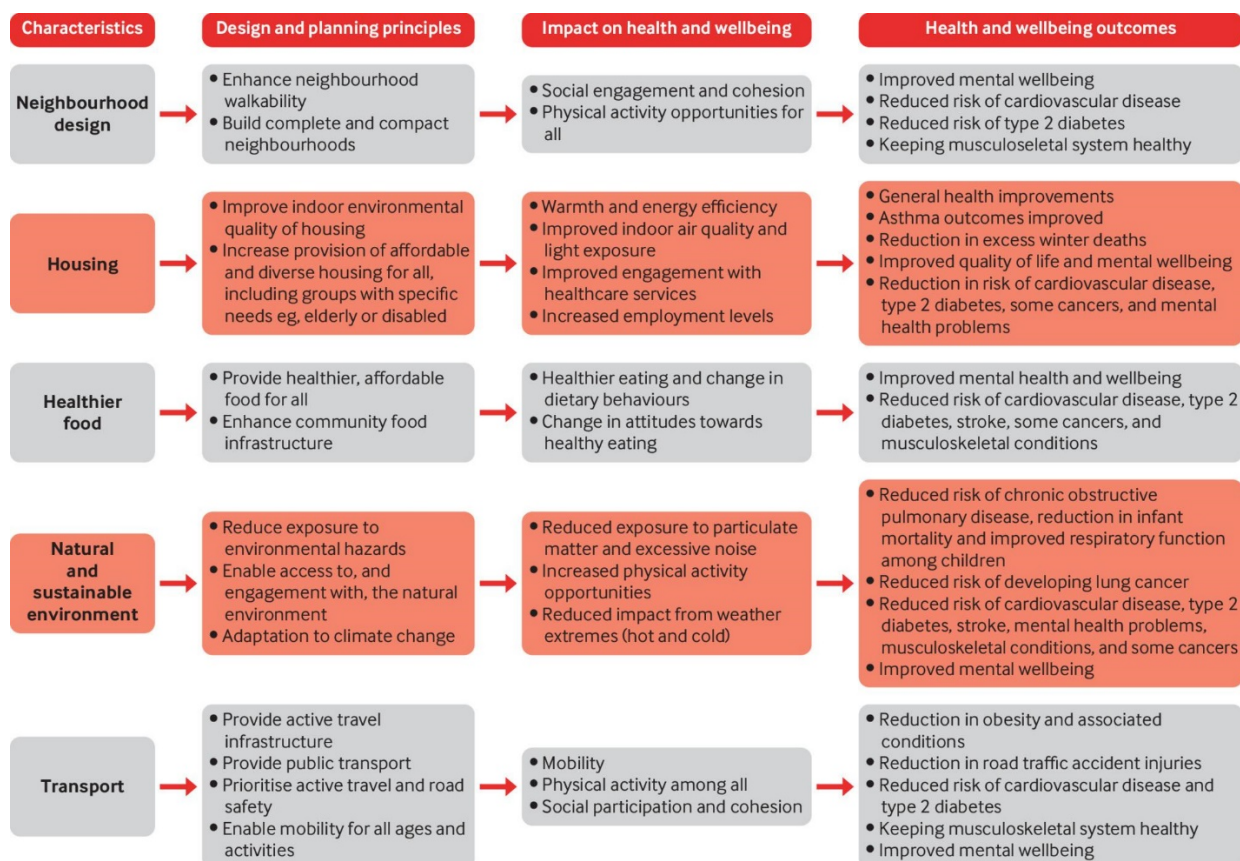 Characteristics
Design and planning principles
Impact on health and wellbeing
Health and wellbeing outcomes
Neighbourhood
design
• Enhance neighbourhood
walkability
• Build complete and compact
neighbourhoods
• Social engagement and cohesion
• Physical activity opportunities for
all
• Improved mental wellbeing
• Reduced risk of cardiovascular disease
• Reduced risk of type 2 diabetes
• Keeping musculoseletal system healthy
Housing
• Improve indoor environmental
quality of housing
• Increase provision of affordable
and diverse housing for all,
including groups with specific
needs eg, elderly or disabled
• Warmth and energy efficiency
• Improved indoor air quality and
light exposure
• Improved engagement with
healthcare services
• Increased employment levels
• General health improvements
• Asthma outcomes improved
• Reduction in excess winter deaths
• Improved quality of life and mental wellbeing
• Reduction in risk of cardiovascular disease,
type 2 diabetes, some cancers, and mental
health problems
Healthier
food
• Provide healthier, affordable
food for all
• Enhance community food
infrastructure
• Healthier eating and change in
dietary behaviours
• Change in attitudes towards
healthy eating
• Improved mental health and wellbeing
• Reduced risk of cardiovascular disease, type 2
diabetes, stroke, some cancers, and
musculoskeletal conditions
Natural
and
sustainable
environment
• Reduce exposure to
environmental hazards
• Enable access to, and
engagement with, the natural
environment
• Adaptation to climate change
• Reduced exposure to particulate
matter and excessive noise
• Increased physical activity
opportunities
• Reduced impact from weather
extremes (hot and cold)
• Reduced risk of chronic obstructive
pulmonary disease, reduction in infant
mortality and improved respiratory function
among children
• Reduced risk of developing lung cancer
• Reduced risk of cardiovascular disease, type 2
diabetes, stroke, mental health problems,
musculoskeletal conditions, and some cancers
• Improved mental wellbeing
Transport
• Provide active travel
infrastructure
• Provide public transport
• Prioritise active travel and road
safety
• Enable mobility for all ages and
activities
• Mobility
• Physical activity among all
• Social participation and cohesion
• Reduction in obesity and associated
conditions
• Reduction in road traffic accident injuries
• Reduced risk of cardiovascular disease and
type 2 diabetes
• Keeping musculoskeletal system healthy
• Improved mental wellbeing